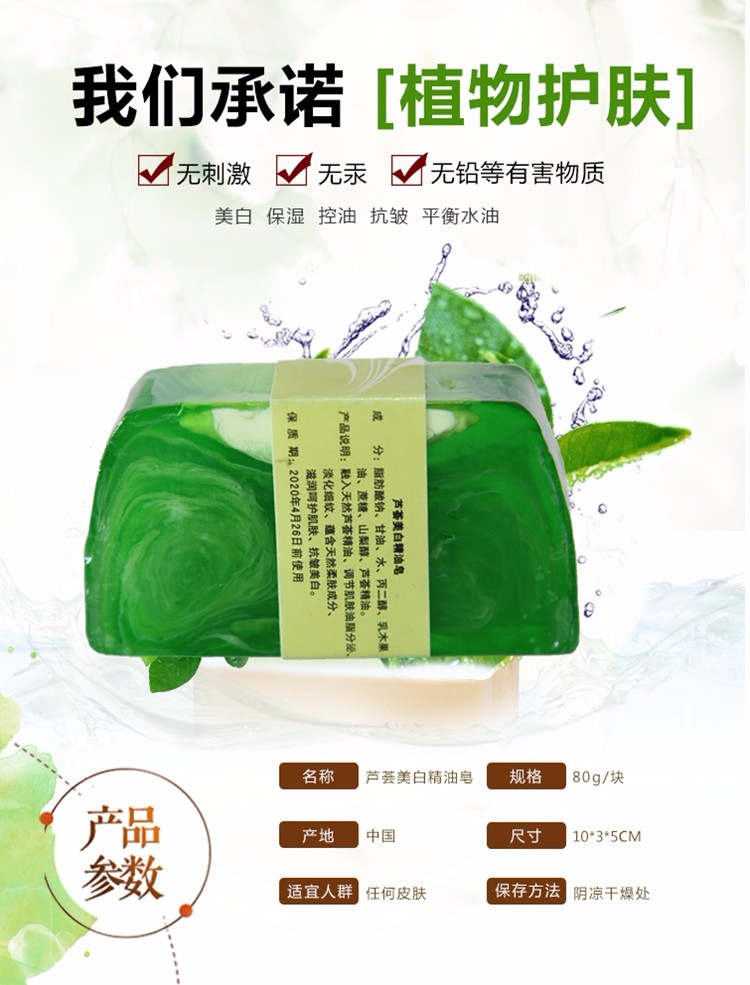 我们承诺 [植物护肤]
无刺激 无汞 无铅等有害物质
美白 保湿 控油 抗皱 平衡水油
芦荟美白精油皂
成 分：脂肪酸钠、甘油、水、丙二醇、乳木果
油、蔗糖、山梨醇、芦荟精油。
产品说明：融入天然芦荟精油、调节肌肤油脂分泌、
淡化细纹、蕴含天然柔肤成分、
滋润呵护肌肤、抗皱美白。
保 质 期：2020年4月26日前使用
产品
参数
名称 芦荟美白精油皂 规格 80g/块
产地 中国 尺寸 10*3*5CM
适宜人群 任何皮肤 保存方法 阴凉干燥处